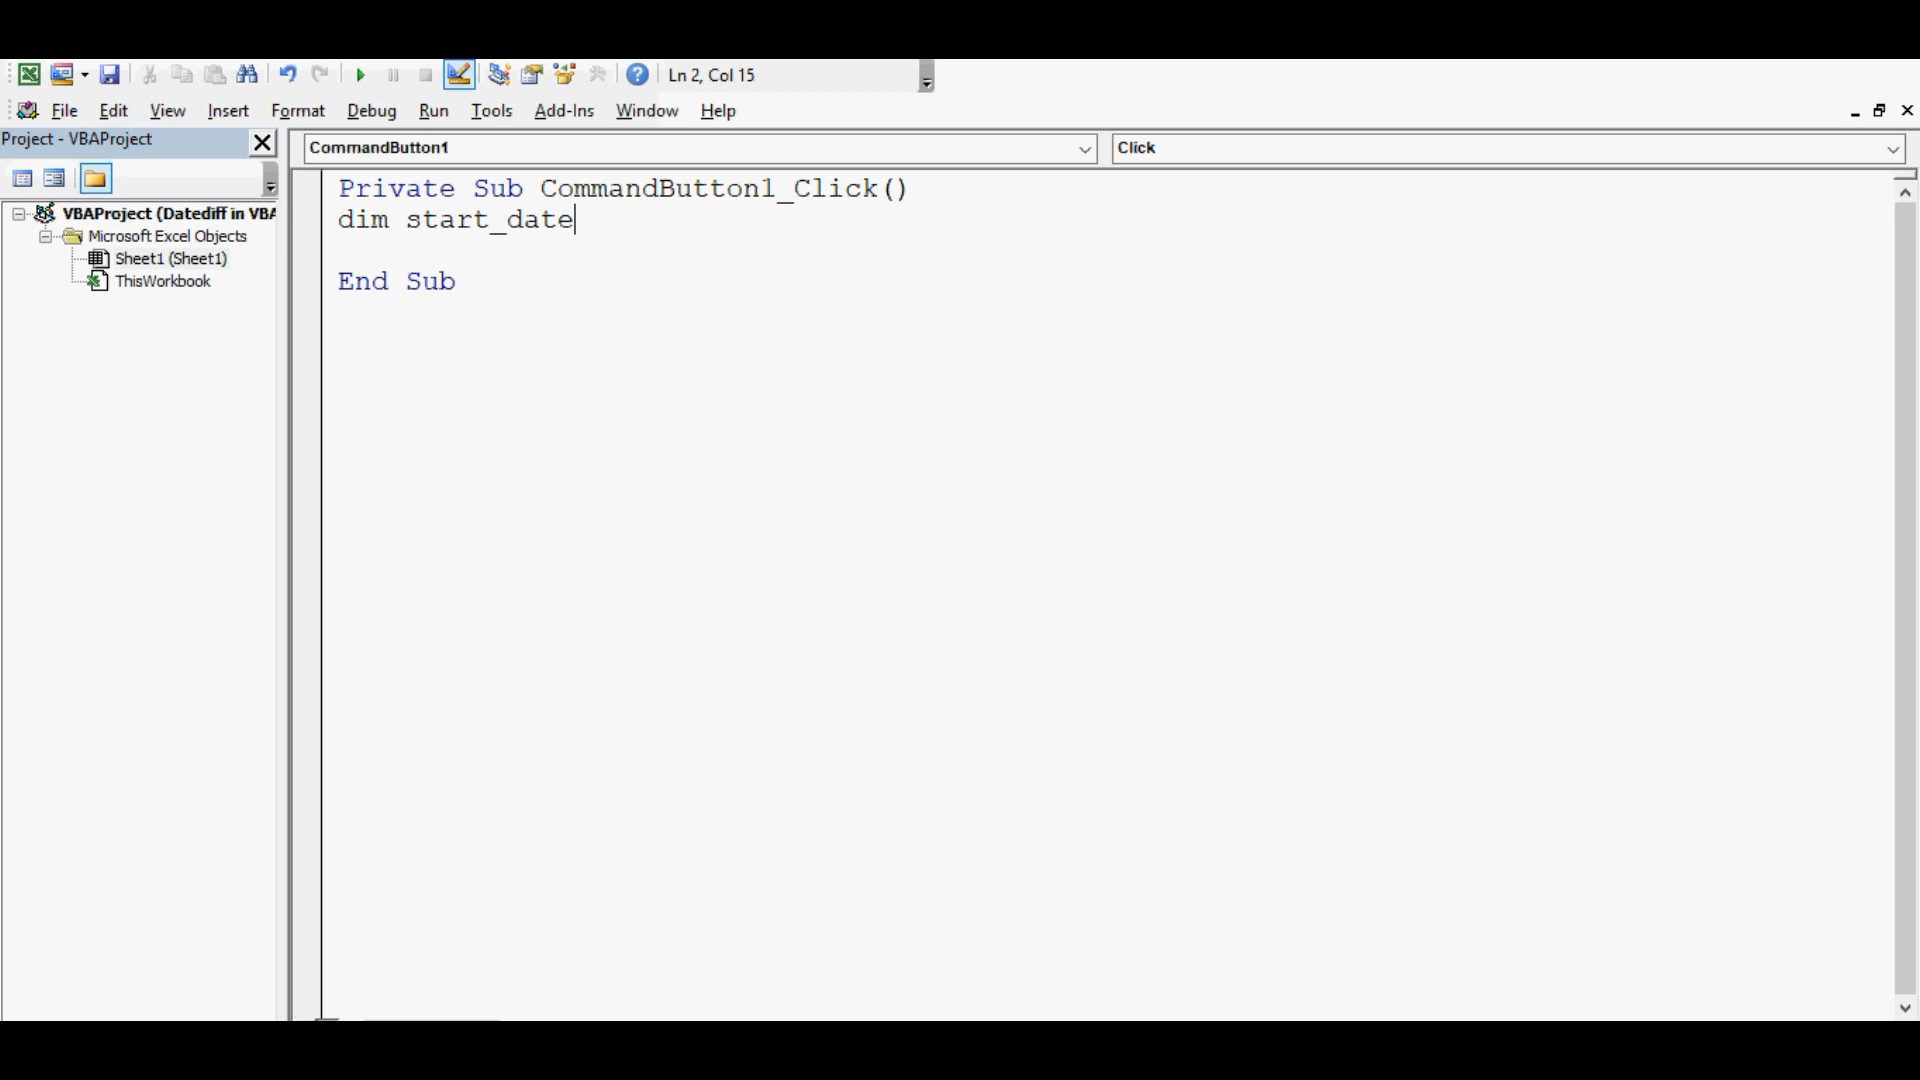 Ln 2, Col 15
File Edit View Insert Format Debug Run Tools Add-Ins Window Help
Project - VBAProject
CommandButton1
Click
VBAProject (Datediff in VBA
Microsoft Excel Objects
Sheet1 (Sheet1)
ThisWorkbook
Private Sub CommandButton1_Click()
dim start_date
End Sub